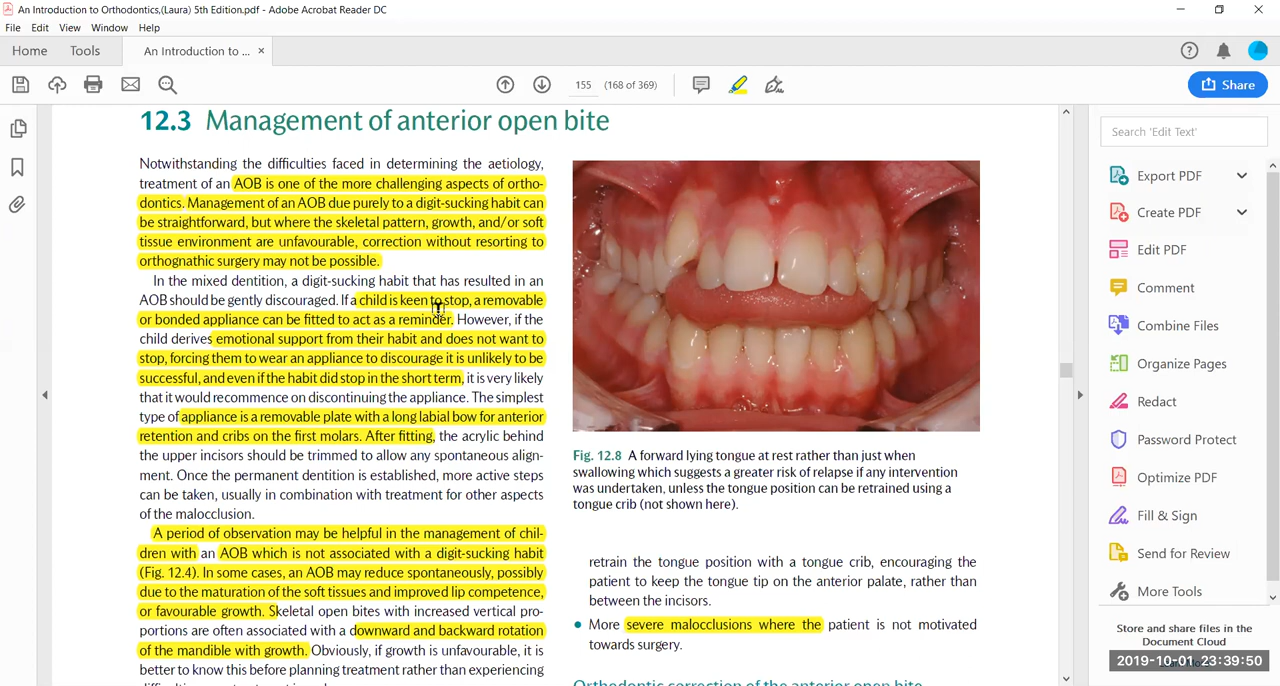 An Introduction to Orthodontics,(Laura) 5th Edition.pdf - Adobe Acrobat Reader DC
File Edit View Window Help
Home Tools An Introduction to ... ×
155 (168 of 369)
Share
12.3 Management of anterior open bite
Notwithstanding the difficulties faced in determining the aetiology,
treatment of an AOB is one of the more challenging aspects of ortho-
dontics. Management of an AOB due purely to a digit-sucking habit can
be straightforward, but where the skeletal pattern, growth, and/or soft
tissue environment are unfavourable, correction without resorting to
orthognathic surgery may not be possible.
In the mixed dentition, a digit-sucking habit that has resulted in an
AOB should be gently discouraged. If a child is keen to stop, a removable
or bonded appliance can be fitted to act as a reminder. However, if the
child derives emotional support from their habit and does not want to
stop, forcing them to wear an appliance to discourage it is unlikely to be
successful, and even if the habit did stop in the short term, it is very likely
that it would recommence on discontinuing the appliance. The simplest
type of appliance is a removable plate with a long labial bow for anterior
retention and cribs on the first molars. After fitting, the acrylic behind
the upper incisors should be trimmed to allow any spontaneous align-
ment. Once the permanent dentition is established, more active steps
can be taken, usually in combination with treatment for other aspects
of the malocclusion.
A period of observation may be helpful in the management of chil-
dren with an AOB which is not associated with a digit-sucking habit
(Fig. 12.4). In some cases, an AOB may reduce spontaneously, possibly
due to the maturation of the soft tissues and improved lip competence,
or favourable growth. Skeletal open bites with increased vertical pro-
portions are often associated with a downward and backward rotation
of the mandible with growth. Obviously, if growth is unfavourable, it is
better to know this before planning treatment rather than experiencing
Fig. 12.8 A forward lying tongue at rest rather than just when
swallowing which suggests a greater risk of relapse if any intervention
was undertaken, unless the tongue position can be retrained using a
tongue crib (not shown here).
retrain the tongue position with a tongue crib, encouraging the
patient to keep the tongue tip on the anterior palate, rather than
between the incisors.
• More severe malocclusions where the patient is not motivated
towards surgery.
Orthodontic correction of the anterior open bite
Search 'Edit Text'
Export PDF
Create PDF
Edit PDF
Comment
Combine Files
Organize Pages
Redact
Password Protect
Optimize PDF
Fill & Sign
Send for Review
More Tools
Store and share files in the
Document Cloud
2019-10-01 23:39:50